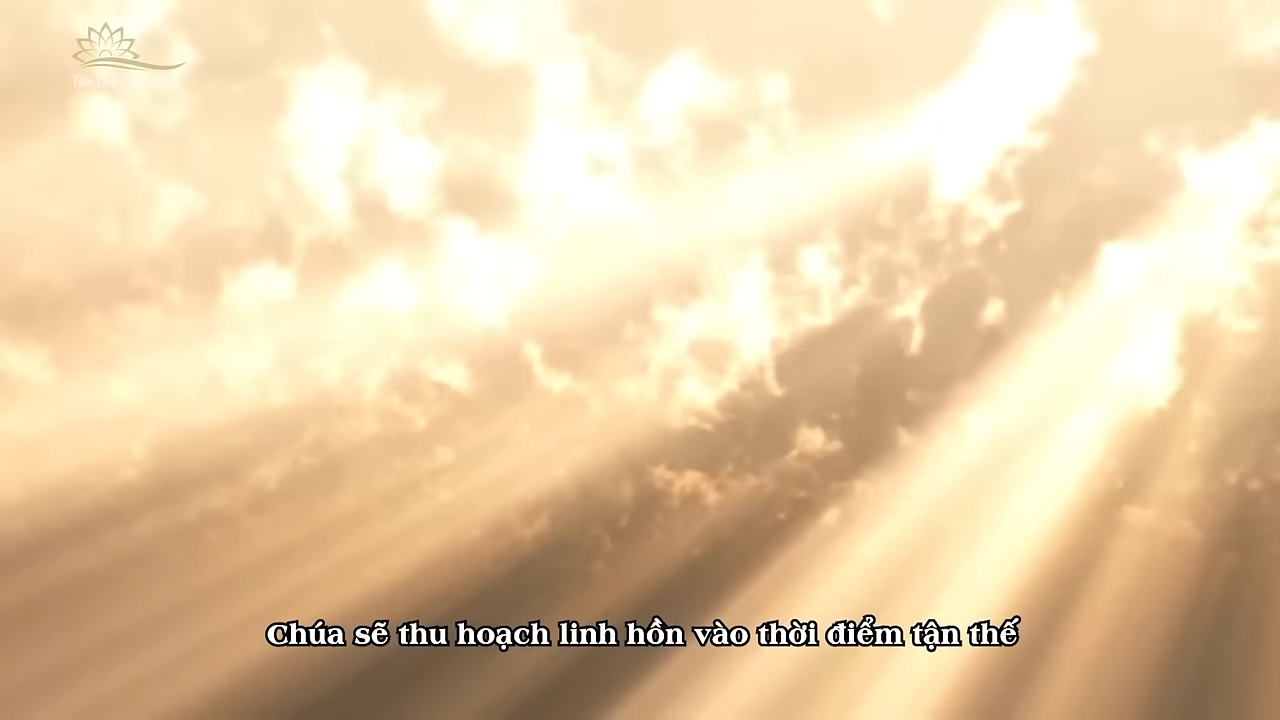 Chúa sẽ thu hoạch linh hồn vào thời điểm tận thế